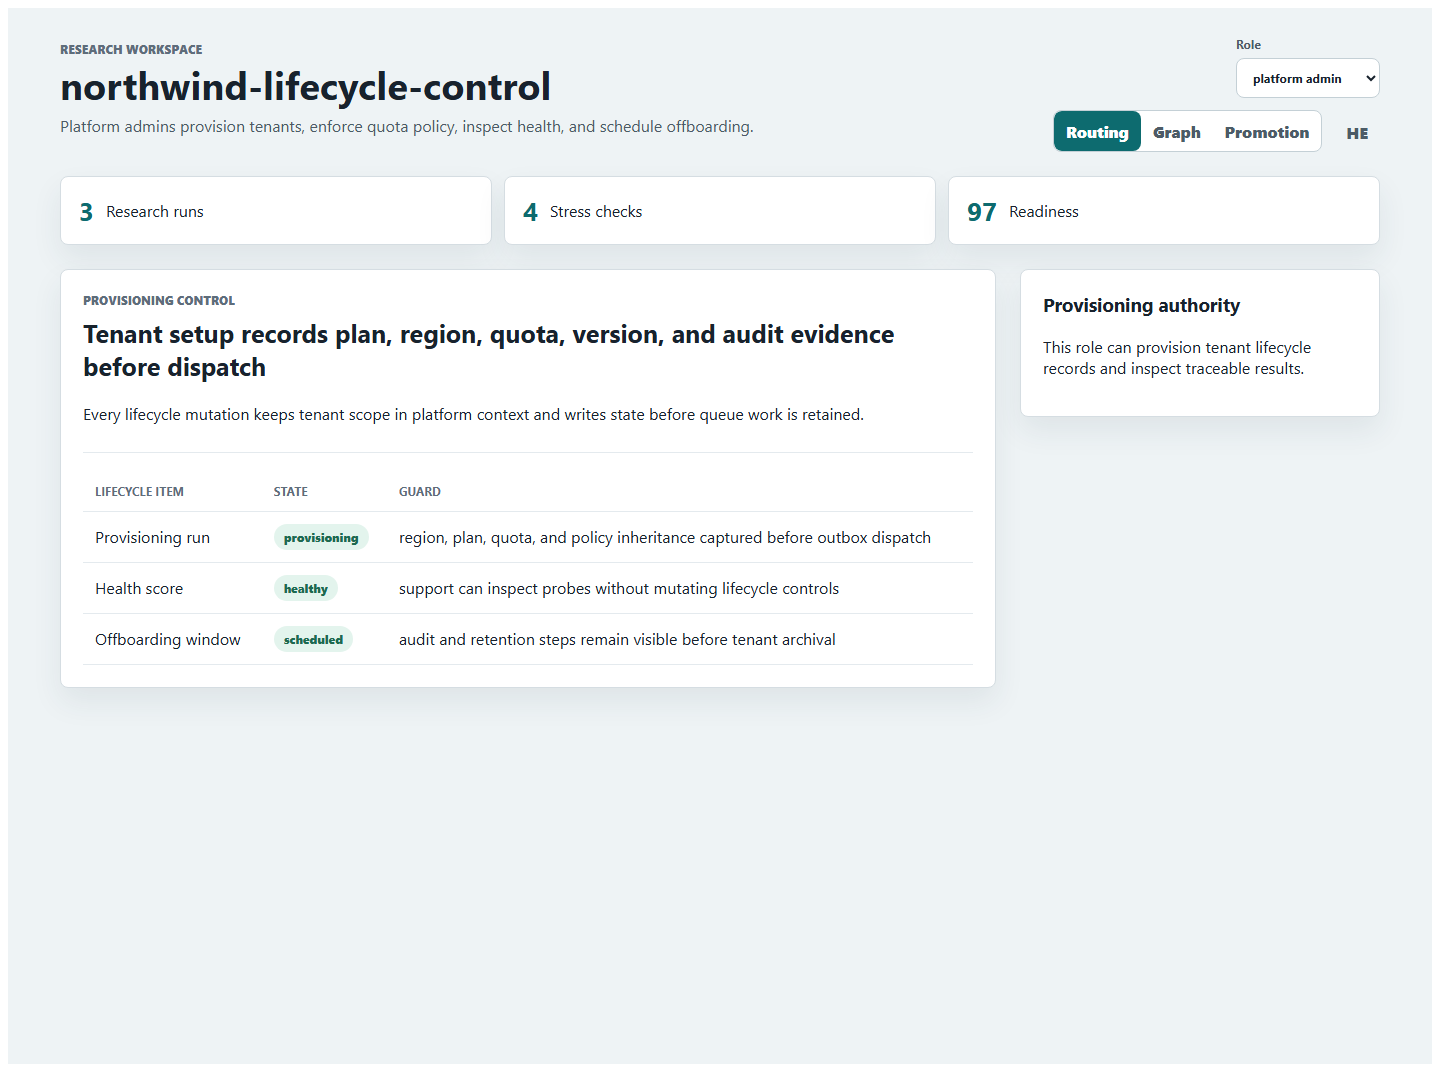 RESEARCH WORKSPACE
northwind-lifecycle-control
Platform admins provision tenants, enforce quota policy, inspect health, and schedule offboarding.
Role
platform admin
Routing Graph Promotion HE
3 Research runs
4 Stress checks
97 Readiness
PROVISIONING CONTROL
Tenant setup records plan, region, quota, version, and audit evidence
before dispatch
Every lifecycle mutation keeps tenant scope in platform context and writes state before queue work is retained.
LIFECYCLE ITEM STATE GUARD
Provisioning run provisioning region, plan, quota, and policy inheritance captured before outbox dispatch
Health score healthy support can inspect probes without mutating lifecycle controls
Offboarding window scheduled audit and retention steps remain visible before tenant archival
Provisioning authority
This role can provision tenant lifecycle
records and inspect traceable results.